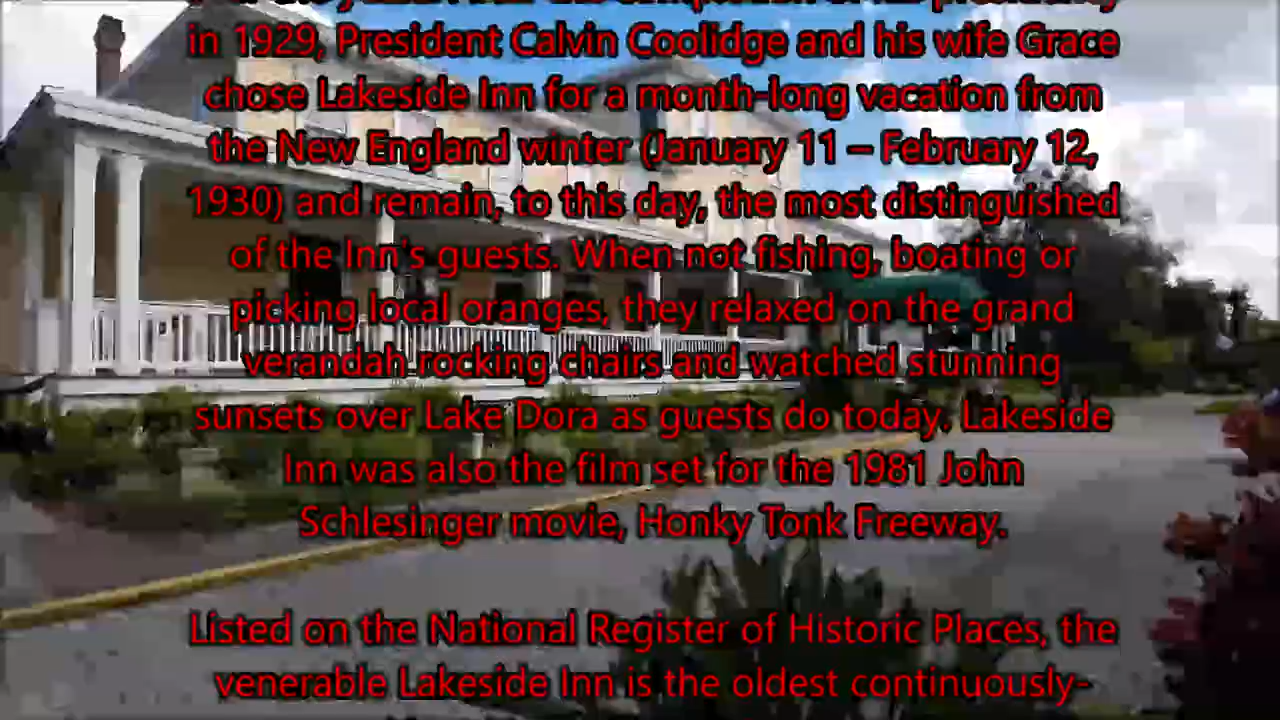 in 1929, President Calvin Coolidge and his wife Grace
chose Lakeside Inn for a month-long vacation from
the New England winter (January 11 – February 12,
1930) and remain, to this day, the most distinguished
of the Inn's guests. When not fishing, boating or
picking local oranges, they relaxed on the grand
verandah rocking chairs and watched stunning
sunsets over Lake Dora as guests do today. Lakeside
Inn was also the film set for the 1981 John
Schlesinger movie, Honky Tonk Freeway.
Listed on the National Register of Historic Places, the
venerable Lakeside Inn is the oldest continuously-